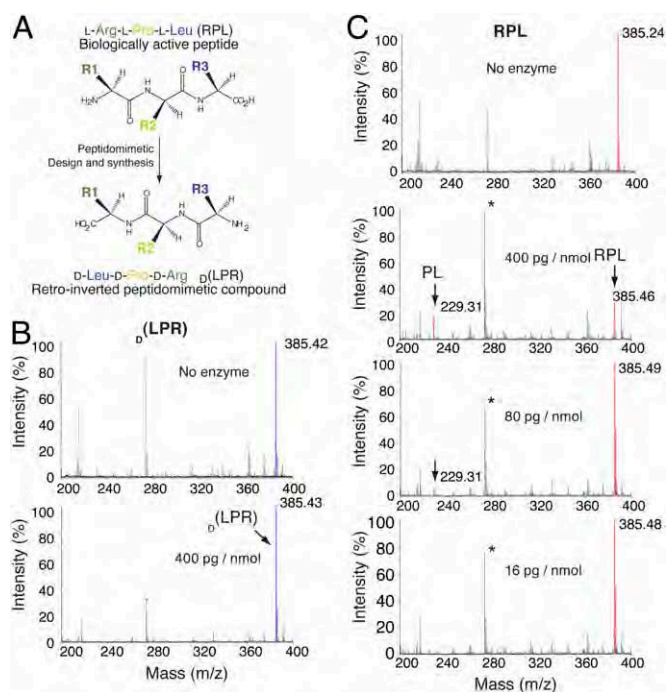 A
L-Arg-L-Pro-L-Leu (RPL)
Biologically active peptide
R1 H O H N R3 H
H2N N H H R2 O CO2H
Peptidomimetic
Design and synthesis
R1 H O H N R3 H
HO2C N H H R2 O NH2
D-Leu-D-Pro-D-Arg D(LPR)
Retro-inverted peptidomimetic compound
B
D(LPR)
Intensity (%)
100
80
60
40
20
0
No enzyme
385.42
200 240 280 320 360 400
Intensity (%)
100
80
60
40
20
0
385.43
D(LPR)
400 pg / nmol
200 240 280 320 360 400
Mass (m/z)
C
RPL
Intensity (%)
100
80
60
40
20
0
No enzyme
385.24
200 240 280 320 360 400
Intensity (%)
100
80
60
40
20
0
*
400 pg / nmol
PL
229.31
RPL
385.46
200 240 280 320 360 400
Intensity (%)
100
80
60
40
20
0
*
80 pg / nmol
229.31
385.49
200 240 280 320 360 400
Intensity (%)
100
80
60
40
20
0
*
16 pg / nmol
385.48
200 240 280 320 360 400
Mass (m/z)